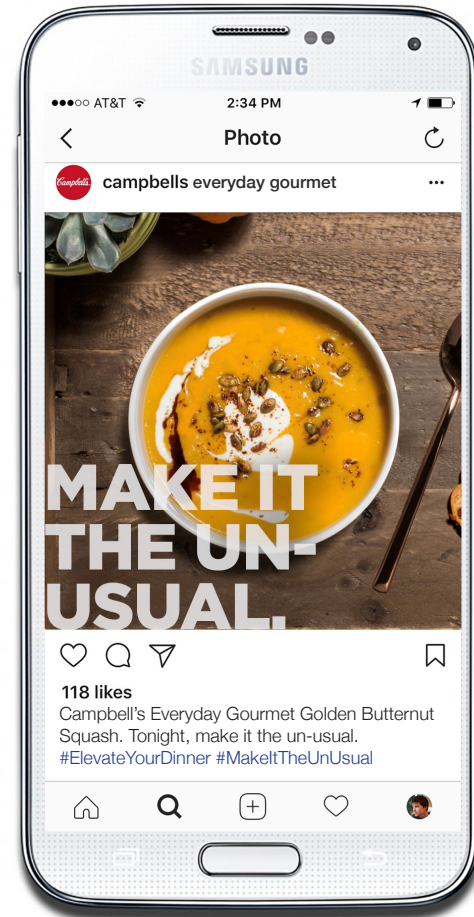 SAMSUNG
AT&T 2:34 PM
Photo
Campbell's
campbells everyday gourmet
MAKE IT
THE UN-
USUAL.
118 likes
Campbell’s Everyday Gourmet Golden Butternut
Squash. Tonight, make it the un-usual.
#ElevateYourDinner #MakeItTheUnUsual